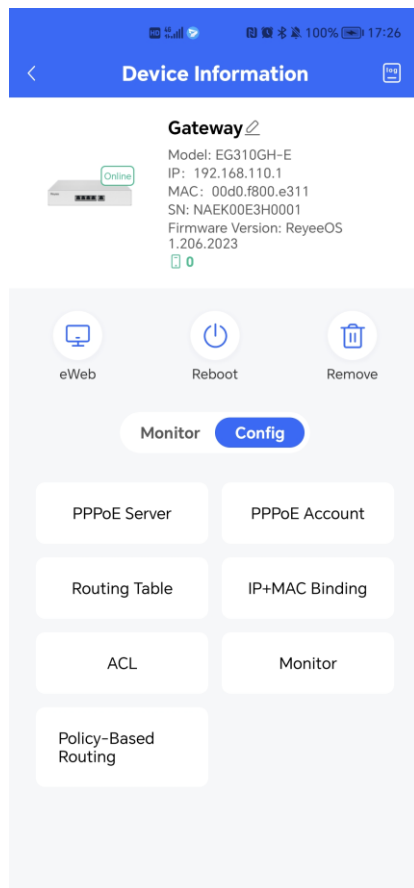 100% 17:26
Device Information
log
Gateway
Online
Model: EG310GH-E
IP: 192.168.110.1
MAC: 00d0.f800.e311
SN: NAEK00E3H0001
Firmware Version: ReyeeOS
1.206.2023
0
eWeb Reboot Remove
Monitor Config
PPPoE Server PPPoE Account
Routing Table IP+MAC Binding
ACL Monitor
Policy-Based
Routing